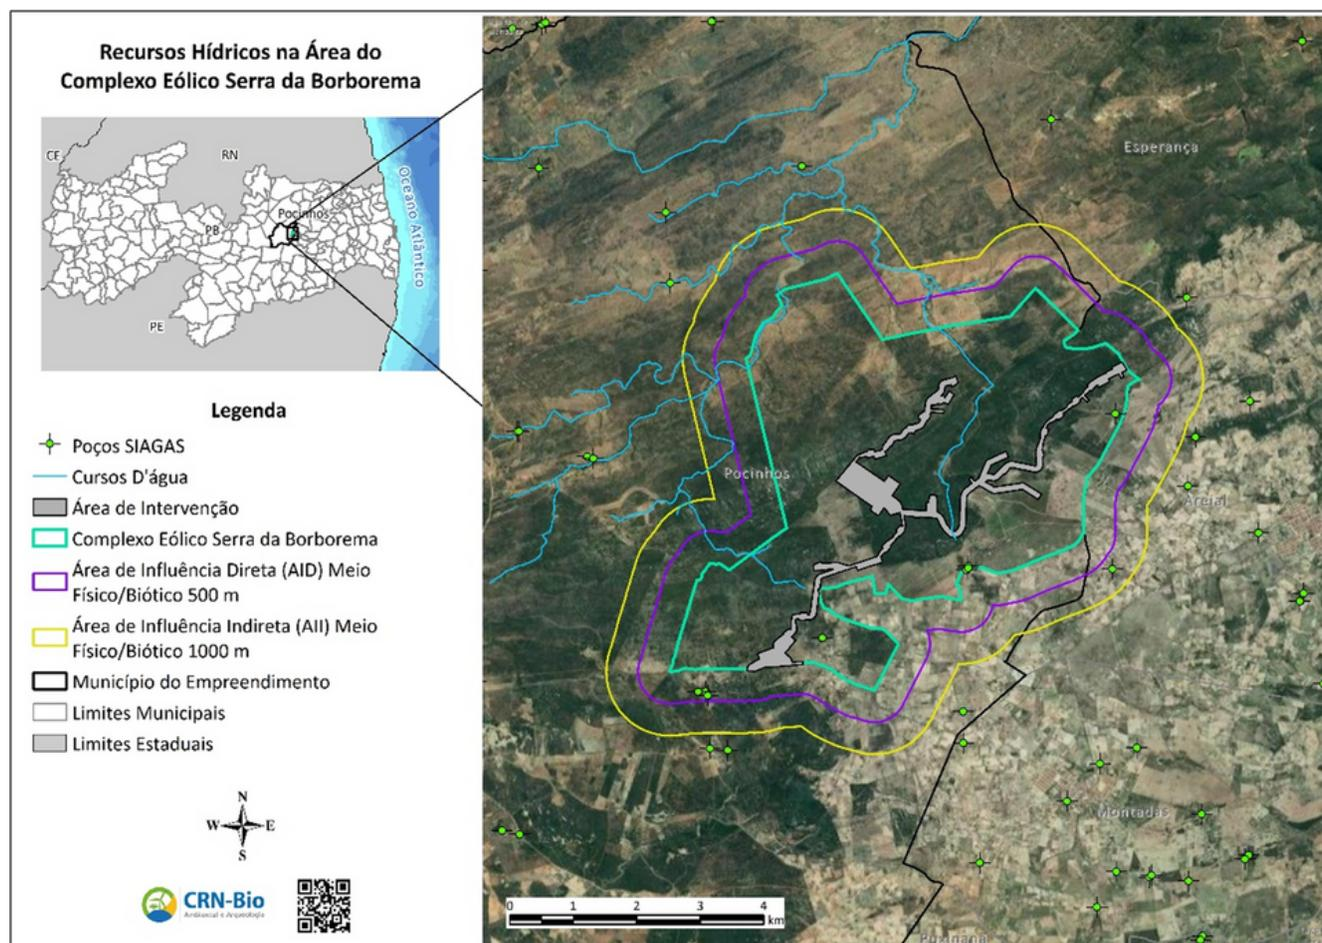 Recursos Hídricos na Área do
Complexo Eólico Serra da Borborema
CE
RN
Pocinhos
PB
PE
Oceano Atlântico
Legenda
Poços SIAGAS
Cursos D'água
Área de Intervenção
Complexo Eólico Serra da Borborema
Área de Influência Direta (AID) Meio
Físico/Biótico 500 m
Área de Influência Indireta (AII) Meio
Físico/Biótico 1000 m
Município do Empreendimento
Limites Municipais
Limites Estaduais
N
W E
S
CRN-Bio
Ambiental e Arqueologia
Esperança
Pocinhos
Areial
Montadas
0 1 2 3 4
km